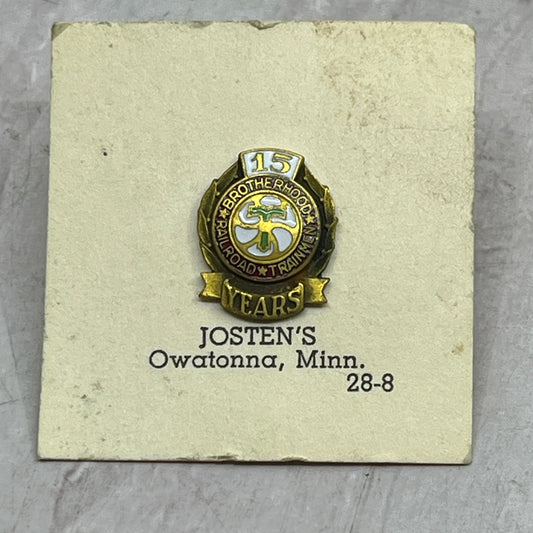 15
★ BROTHERHOOD ★
RAILROAD ★ TRAINMEN
YEARS
JOSTEN'S
Owatonna, Minn.
28-8